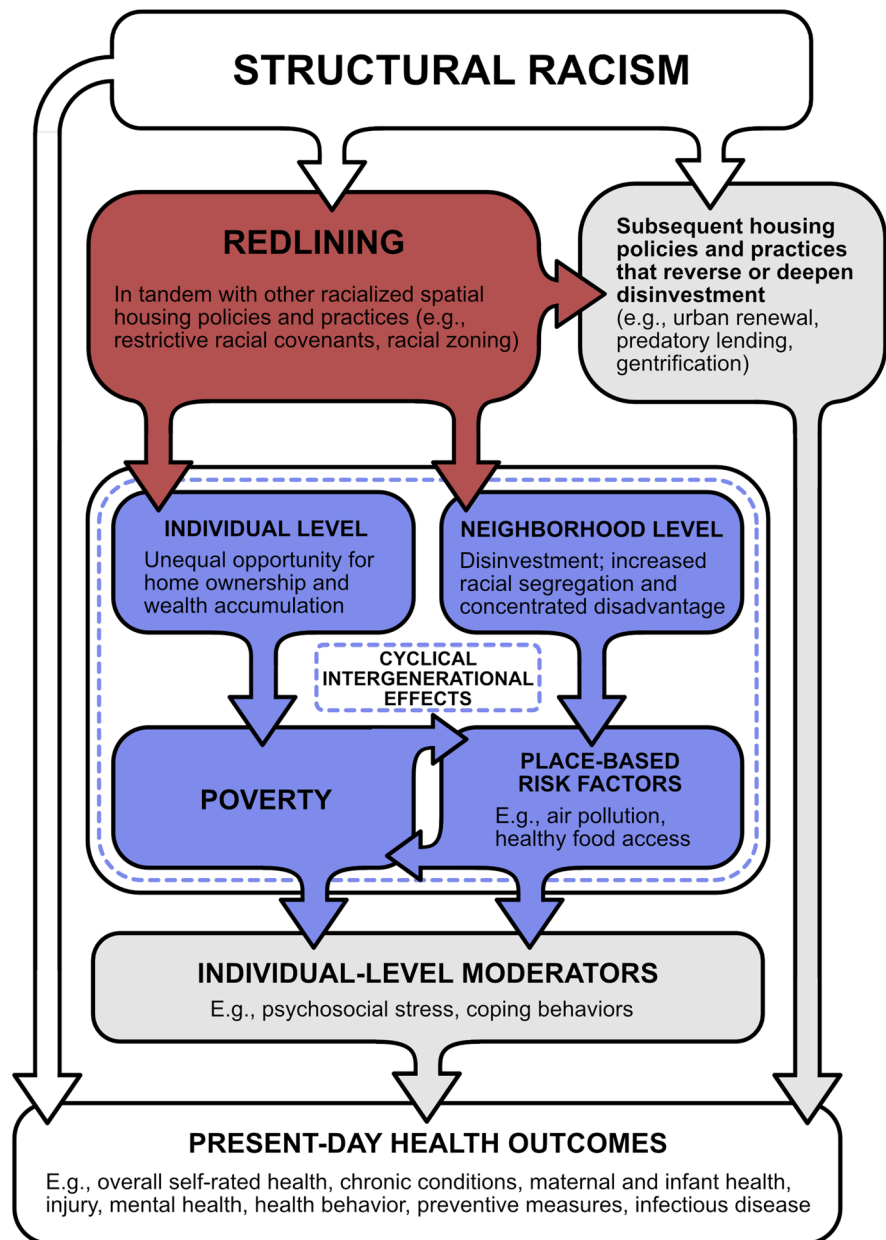 STRUCTURAL RACISM
REDLINING
In tandem with other racialized spatial
housing policies and practices (e.g.,
restrictive racial covenants, racial zoning)
Subsequent housing
policies and practices
that reverse or deepen
disinvestment
(e.g., urban renewal,
predatory lending,
gentrification)
INDIVIDUAL LEVEL
Unequal opportunity for
home ownership and
wealth accumulation
NEIGHBORHOOD LEVEL
Disinvestment; increased
racial segregation and
concentrated disadvantage
CYCLICAL
INTERGENERATIONAL
EFFECTS
POVERTY
PLACE-BASED
RISK FACTORS
E.g., air pollution,
healthy food access
INDIVIDUAL-LEVEL MODERATORS
E.g., psychosocial stress, coping behaviors
PRESENT-DAY HEALTH OUTCOMES
E.g., overall self-rated health, chronic conditions, maternal and infant health,
injury, mental health, health behavior, preventive measures, infectious disease